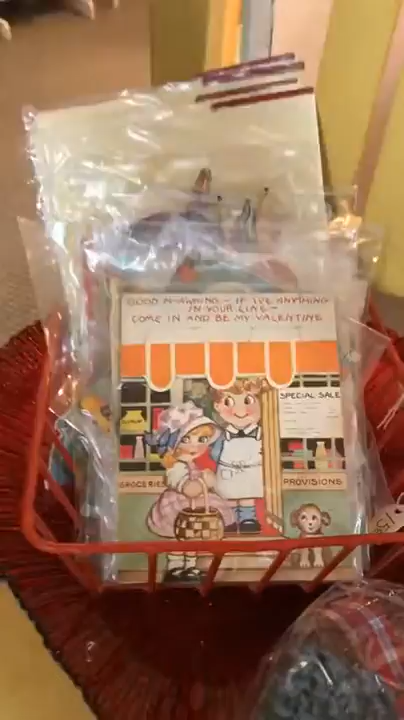 GOOD MORNING – IF I'VE ANYTHING
IN YOUR LINE –
COME IN AND BE MY VALENTINE
SPECIAL SALE
GROCERIES
PROVISIONS